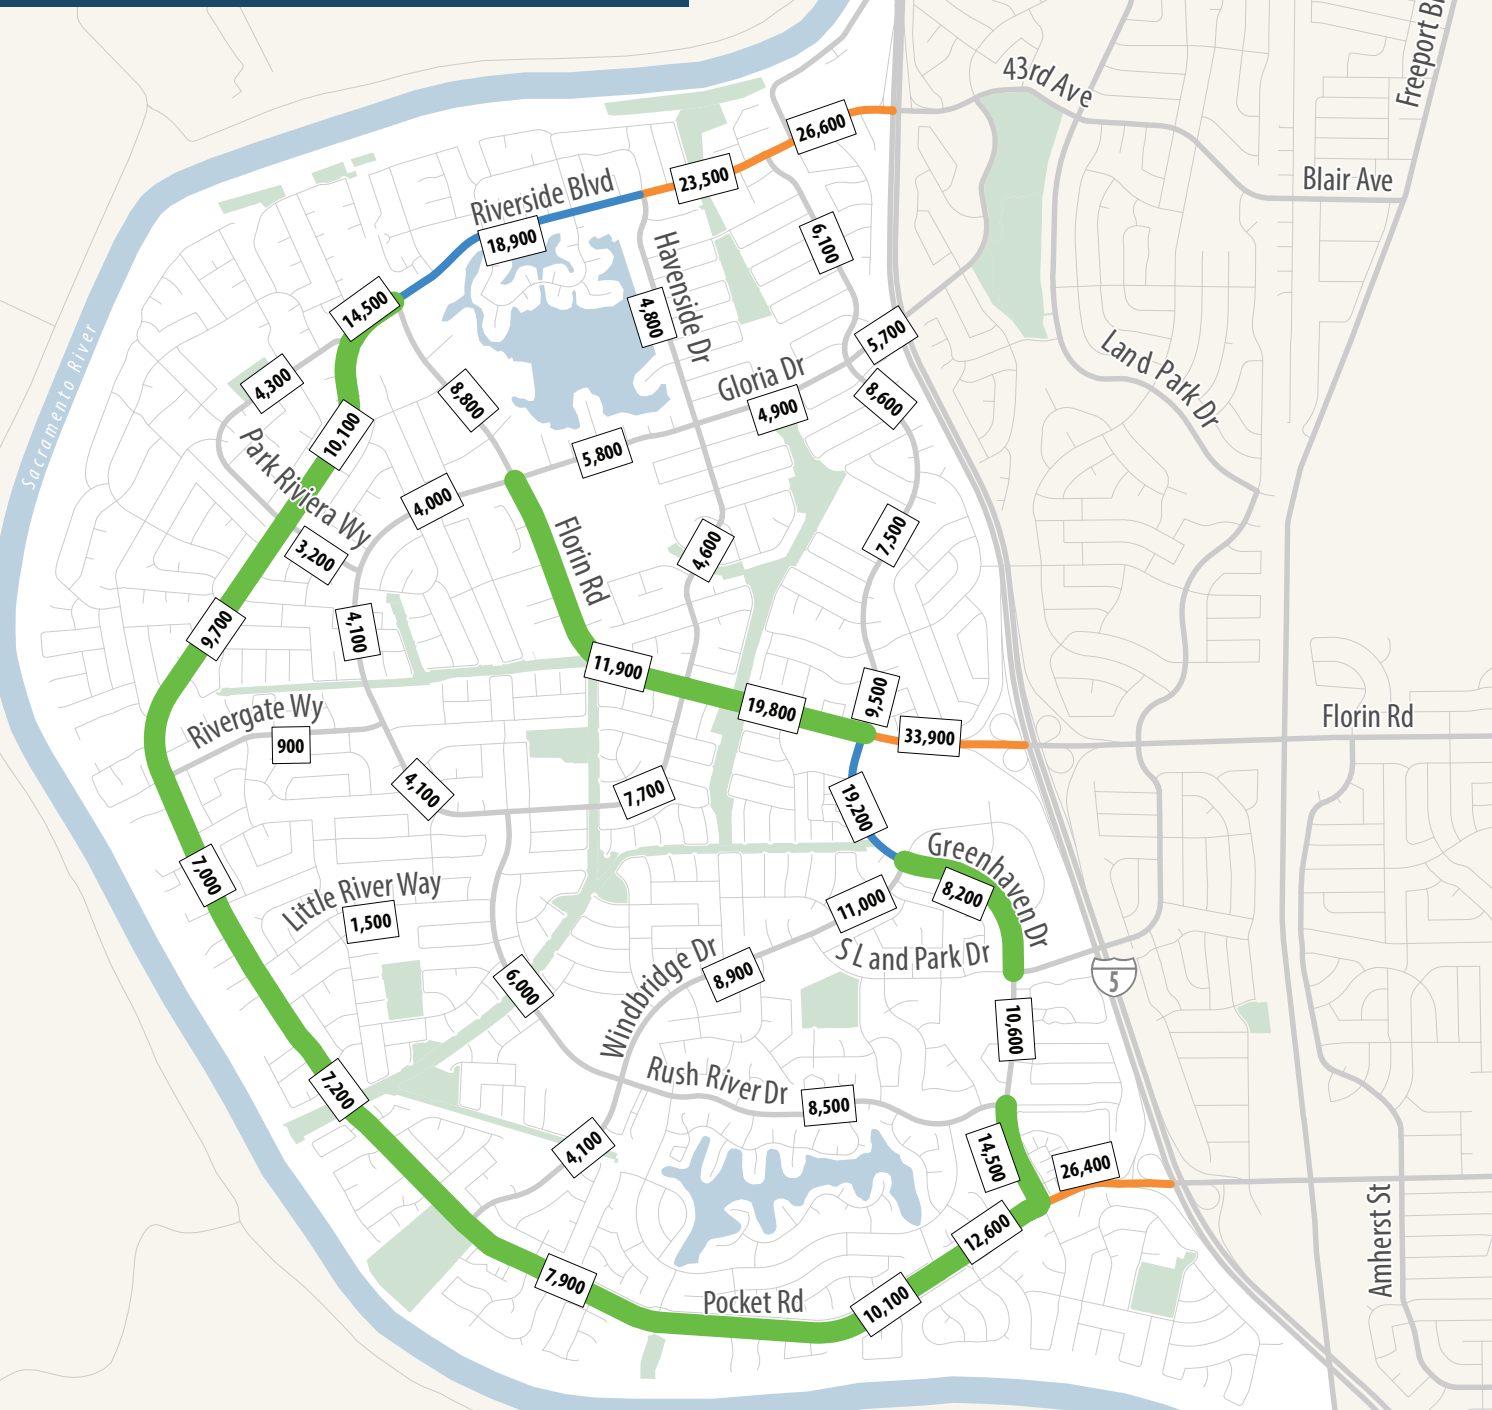 Freeport Bl
43rd Ave
26,600
Blair Ave
23,500
Riverside Blvd
18,900
6,100
Havenside Dr
14,500
4,800
5,700
Sacramento River
Land Park Dr
4,300
Gloria Dr
8,800
4,900
8,600
10,100
Park Riviera Wy
5,800
4,000
7,500
3,200
Florin Rd
4,600
9,700
4,100
11,900
9,500
19,800
Rivergate Wy
33,900
Florin Rd
900
4,100
7,700
19,200
Greenhaven Dr
7,000
Little River Way
8,200
11,000
1,500
S Land Park Dr
Windbridge Dr
8,900
5
6,000
10,600
Rush River Dr
7,200
8,500
4,100
14,500
26,400
12,600
Amherst St
7,900
Pocket Rd
10,100